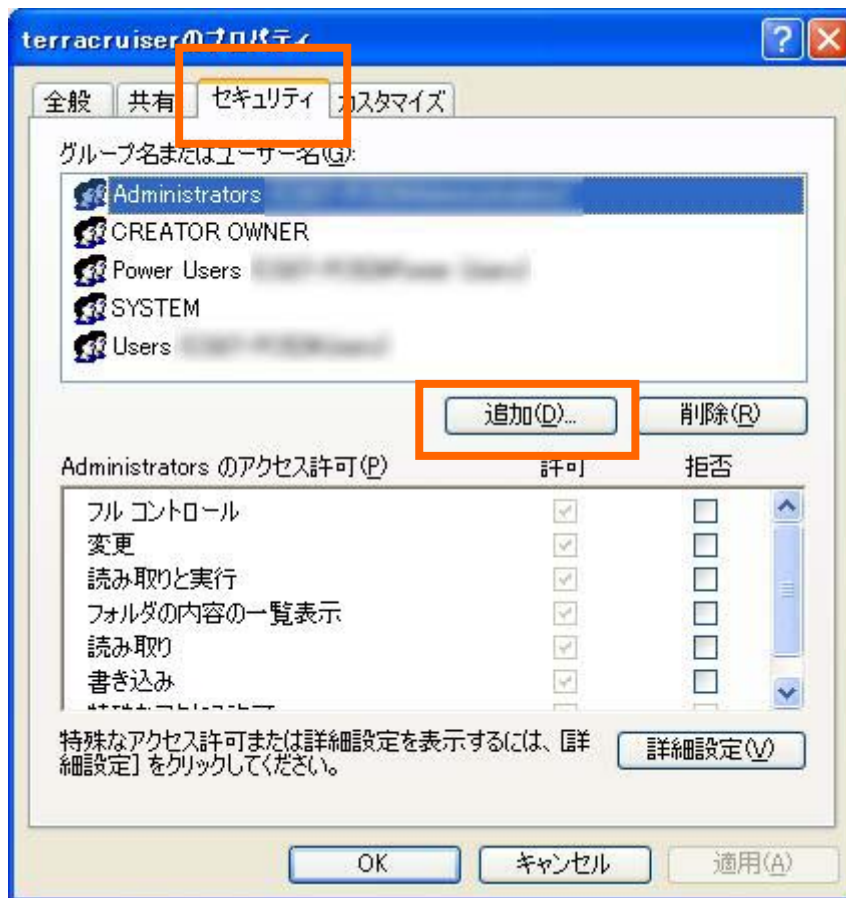 terracruiserのプロパティ
全般 共有 セキュリティ カスタマイズ
グループ名またはユーザー名(G):
Administrators
CREATOR OWNER
Power Users
SYSTEM
Users
追加(D)... 削除(R)
Administrators のアクセス許可(P) 許可 拒否
フル コントロール
変更
読み取りと実行
フォルダの内容の一覧表示
読み取り
書き込み
特殊なアクセス許可または詳細設定を表示するには、[詳
細設定] をクリックしてください。
詳細設定(V)
OK キャンセル 適用(A)